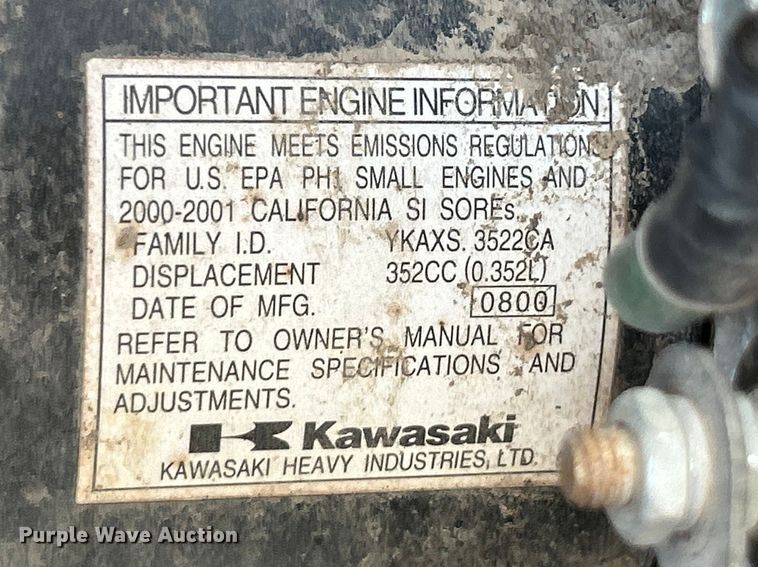 IMPORTANT ENGINE INFORMATION
THIS ENGINE MEETS EMISSIONS REGULATIONS
FOR U.S. EPA PH1 SMALL ENGINES AND
2000-2001 CALIFORNIA SI SOREs.
FAMILY I.D. YKAXS. 3522CA
DISPLACEMENT 352CC (0.352L)
DATE OF MFG. 0800
REFER TO OWNER'S MANUAL FOR
MAINTENANCE SPECIFICATIONS AND
ADJUSTMENTS.
Kawasaki
KAWASAKI HEAVY INDUSTRIES, LTD.
Purple Wave Auction